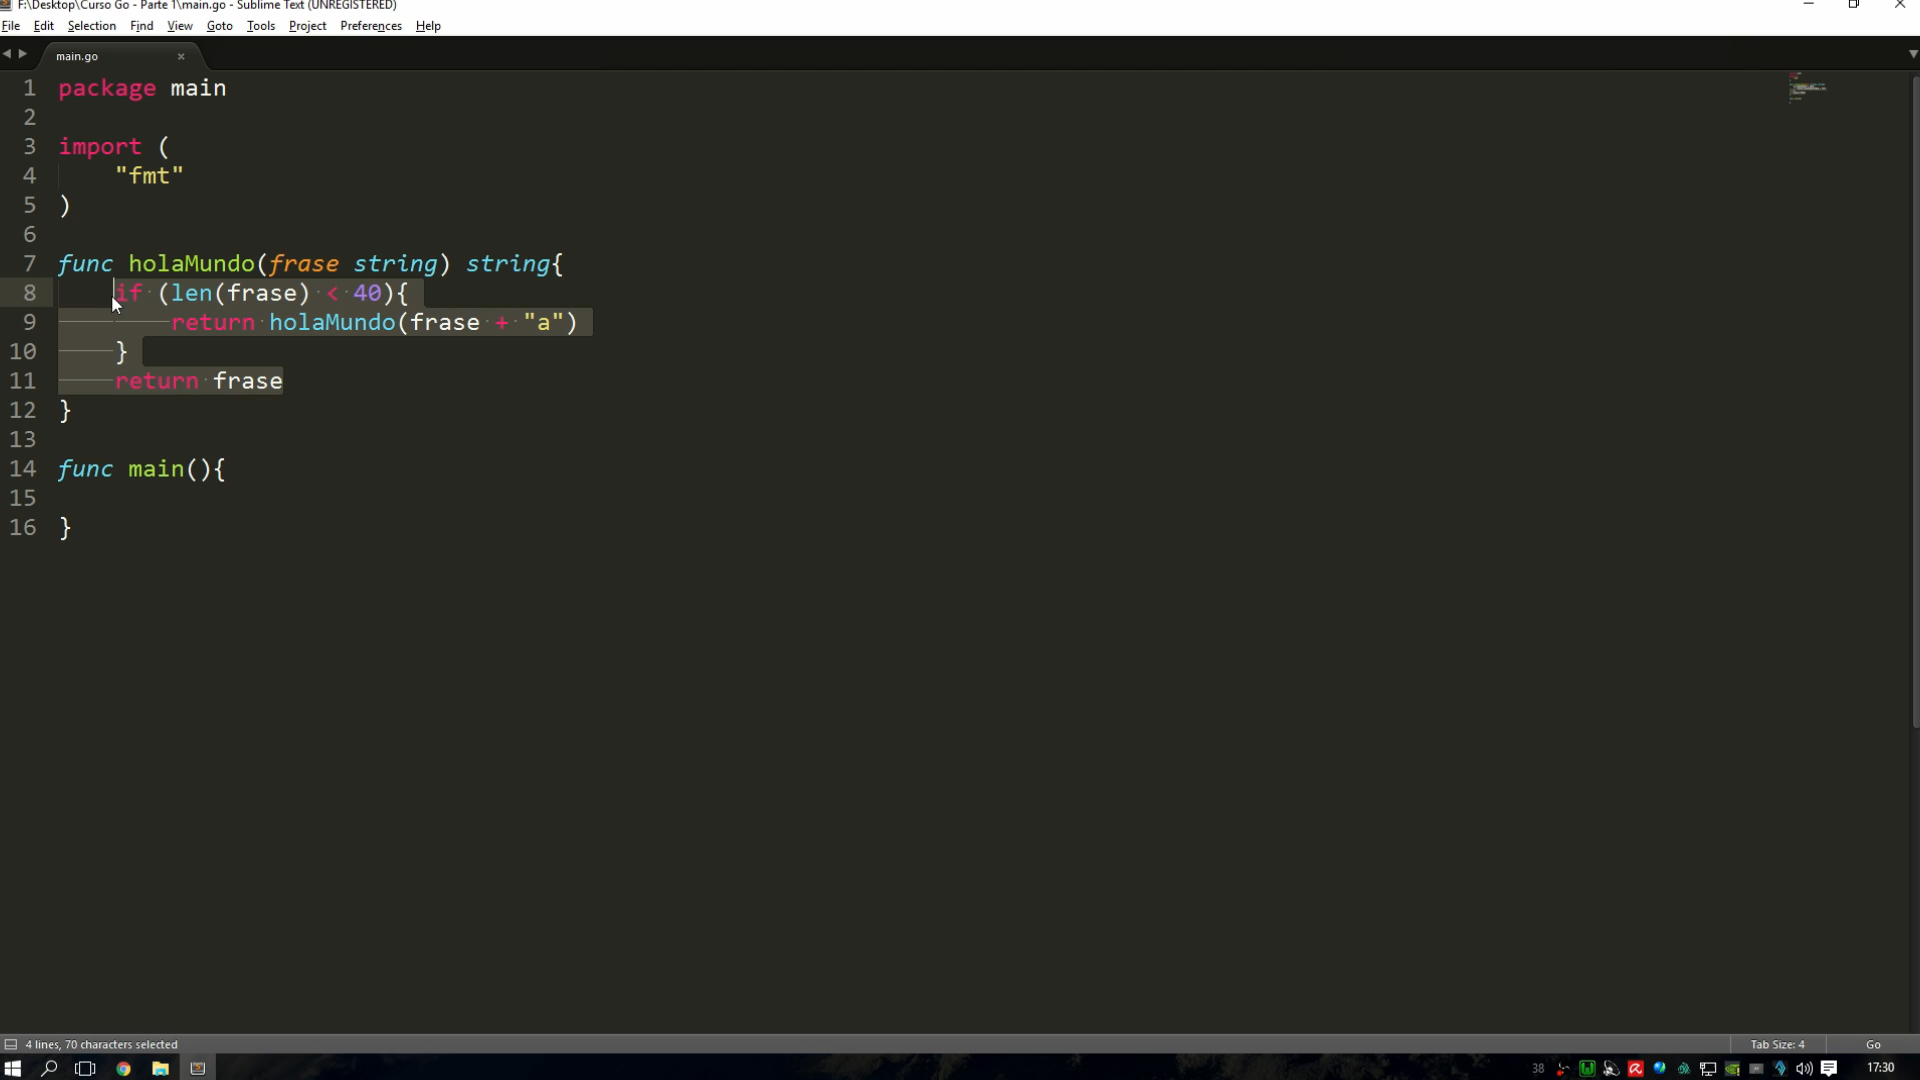 F:\Desktop\Curso Go - Parte 1\main.go - Sublime Text (UNREGISTERED)
File Edit Selection Find View Goto Tools Project Preferences Help
main.go
1 package main
2
3 import (
4 "fmt"
5 )
6
7 func holaMundo(frase string) string{
8 if (len(frase) < 40){
9 return holaMundo(frase + "a")
10 }
11 return frase
12 }
13
14 func main(){
15
16 }
4 lines, 70 characters selected
Tab Size: 4
Go
38
17:30